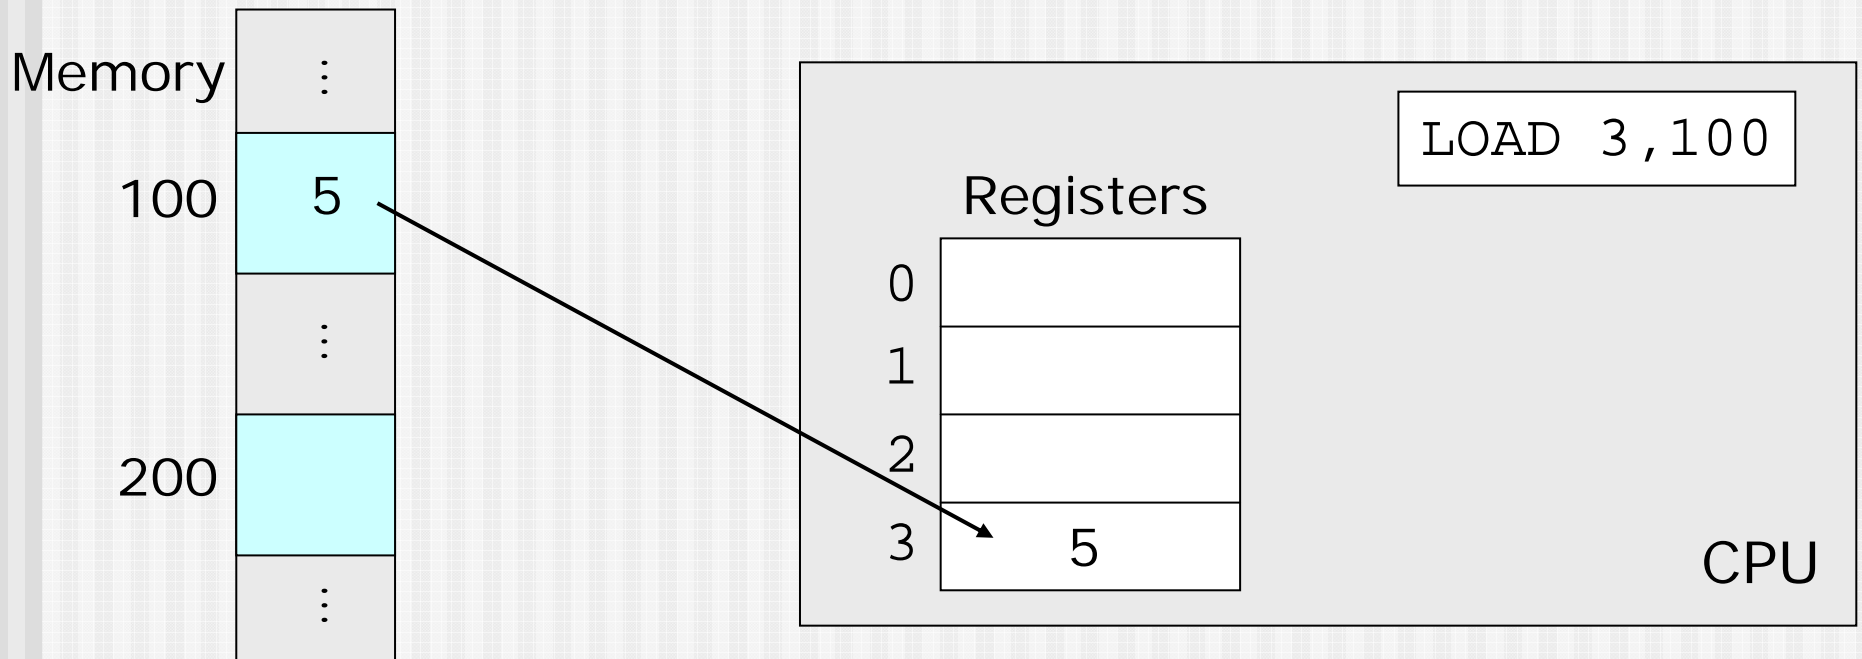 Memory
⋮
100
5
⋮
200
⋮
LOAD 3,100
Registers
0
1
2
3
5
CPU